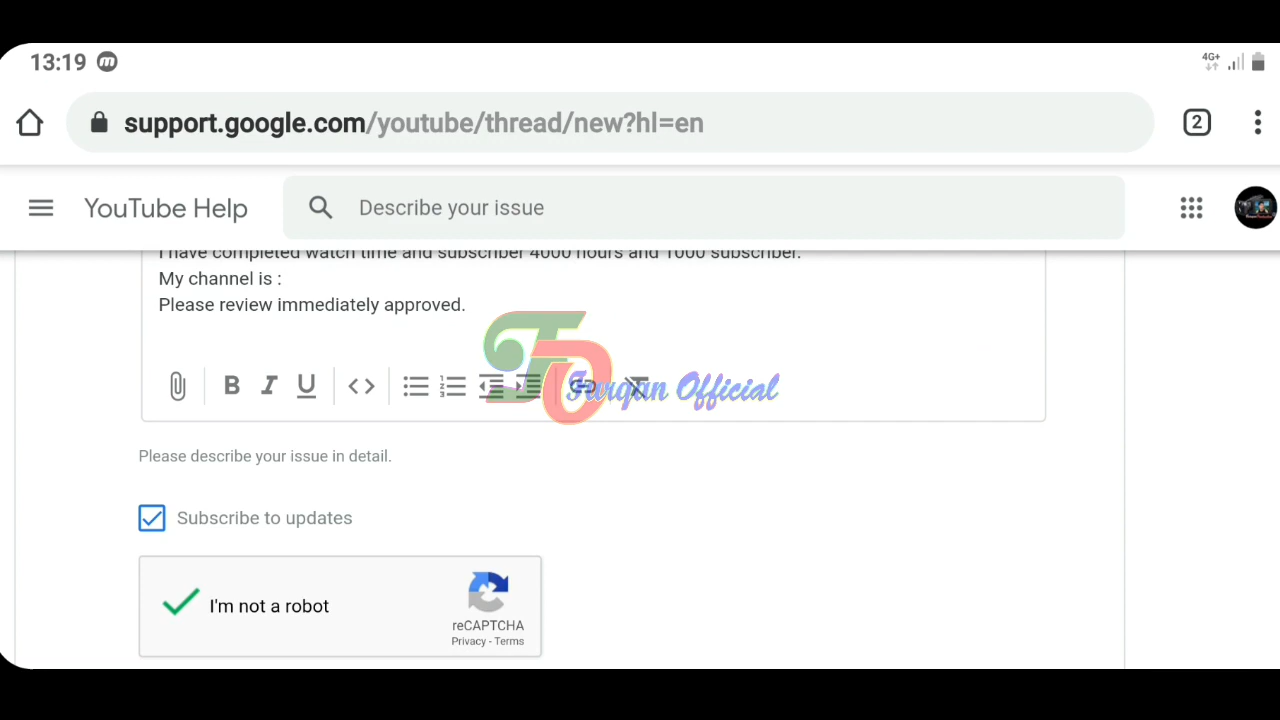 13:19
4G+
support.google.com/youtube/thread/new?hl=en
2
YouTube Help
Describe your issue
I have completed watch time and subscriber 4000 hours and 1000 subscriber.
My channel is :
Please review immediately approved.
B I U
Furqan Official
Please describe your issue in detail.
Subscribe to updates
I'm not a robot
reCAPTCHA
Privacy - Terms